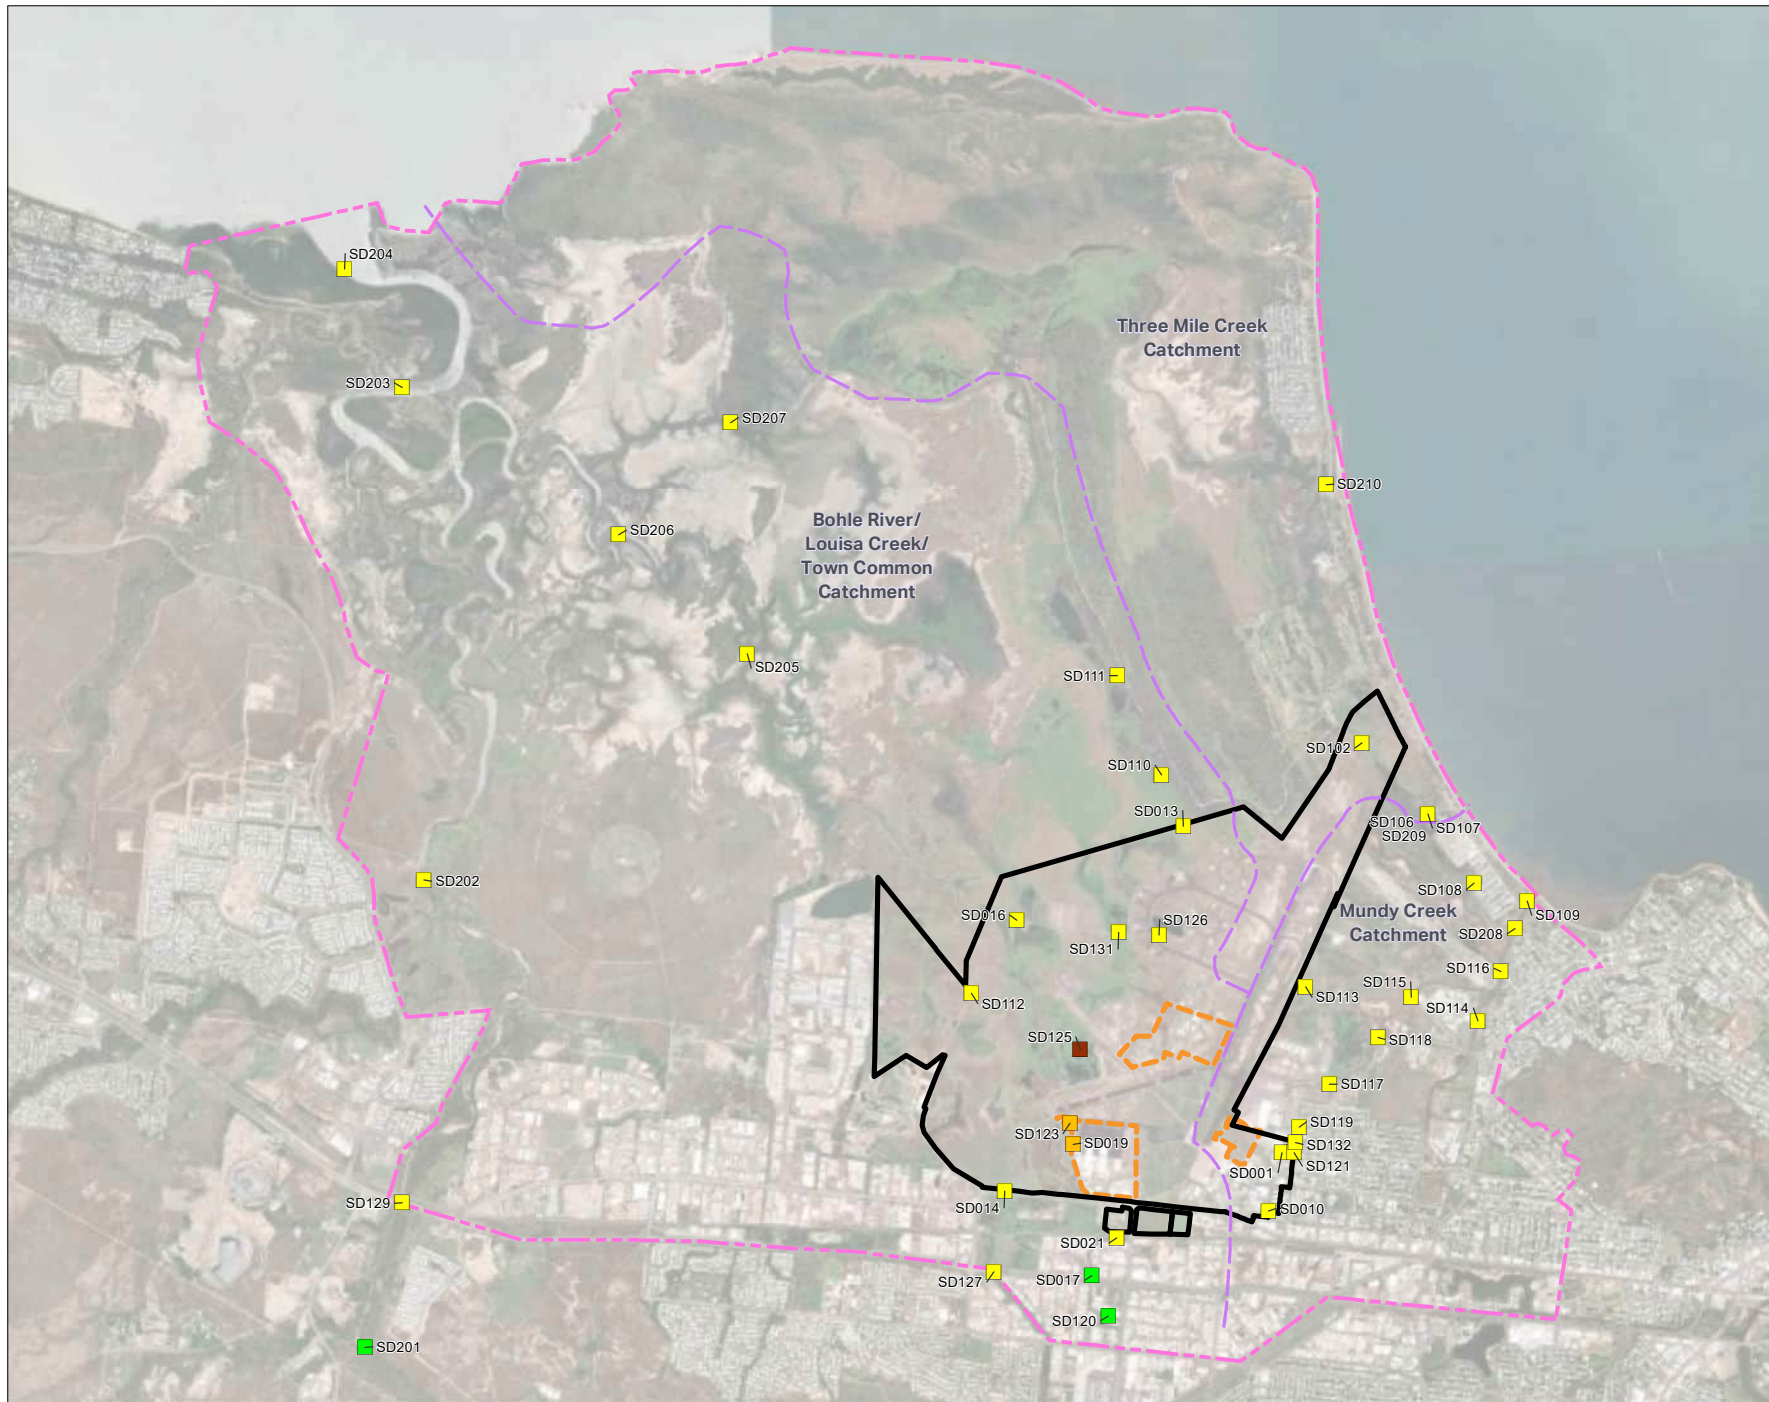 SD204
Three Mile Creek
Catchment
SD203
SD207
SD210
Bohle River/
Louisa Creek/
Town Common
Catchment
SD206
SD205
SD111
SD102
SD110
SD013
SD106
SD107
SD209
SD202
SD108
Mundy Creek
Catchment
SD109
SD016
SD126
SD131
SD208
SD116
SD112
SD113
SD115
SD114
SD125
SD118
SD117
SD119
SD123
SD019
SD132
SD001
SD121
SD129
SD014
SD010
SD021
SD127
SD017
SD120
SD201